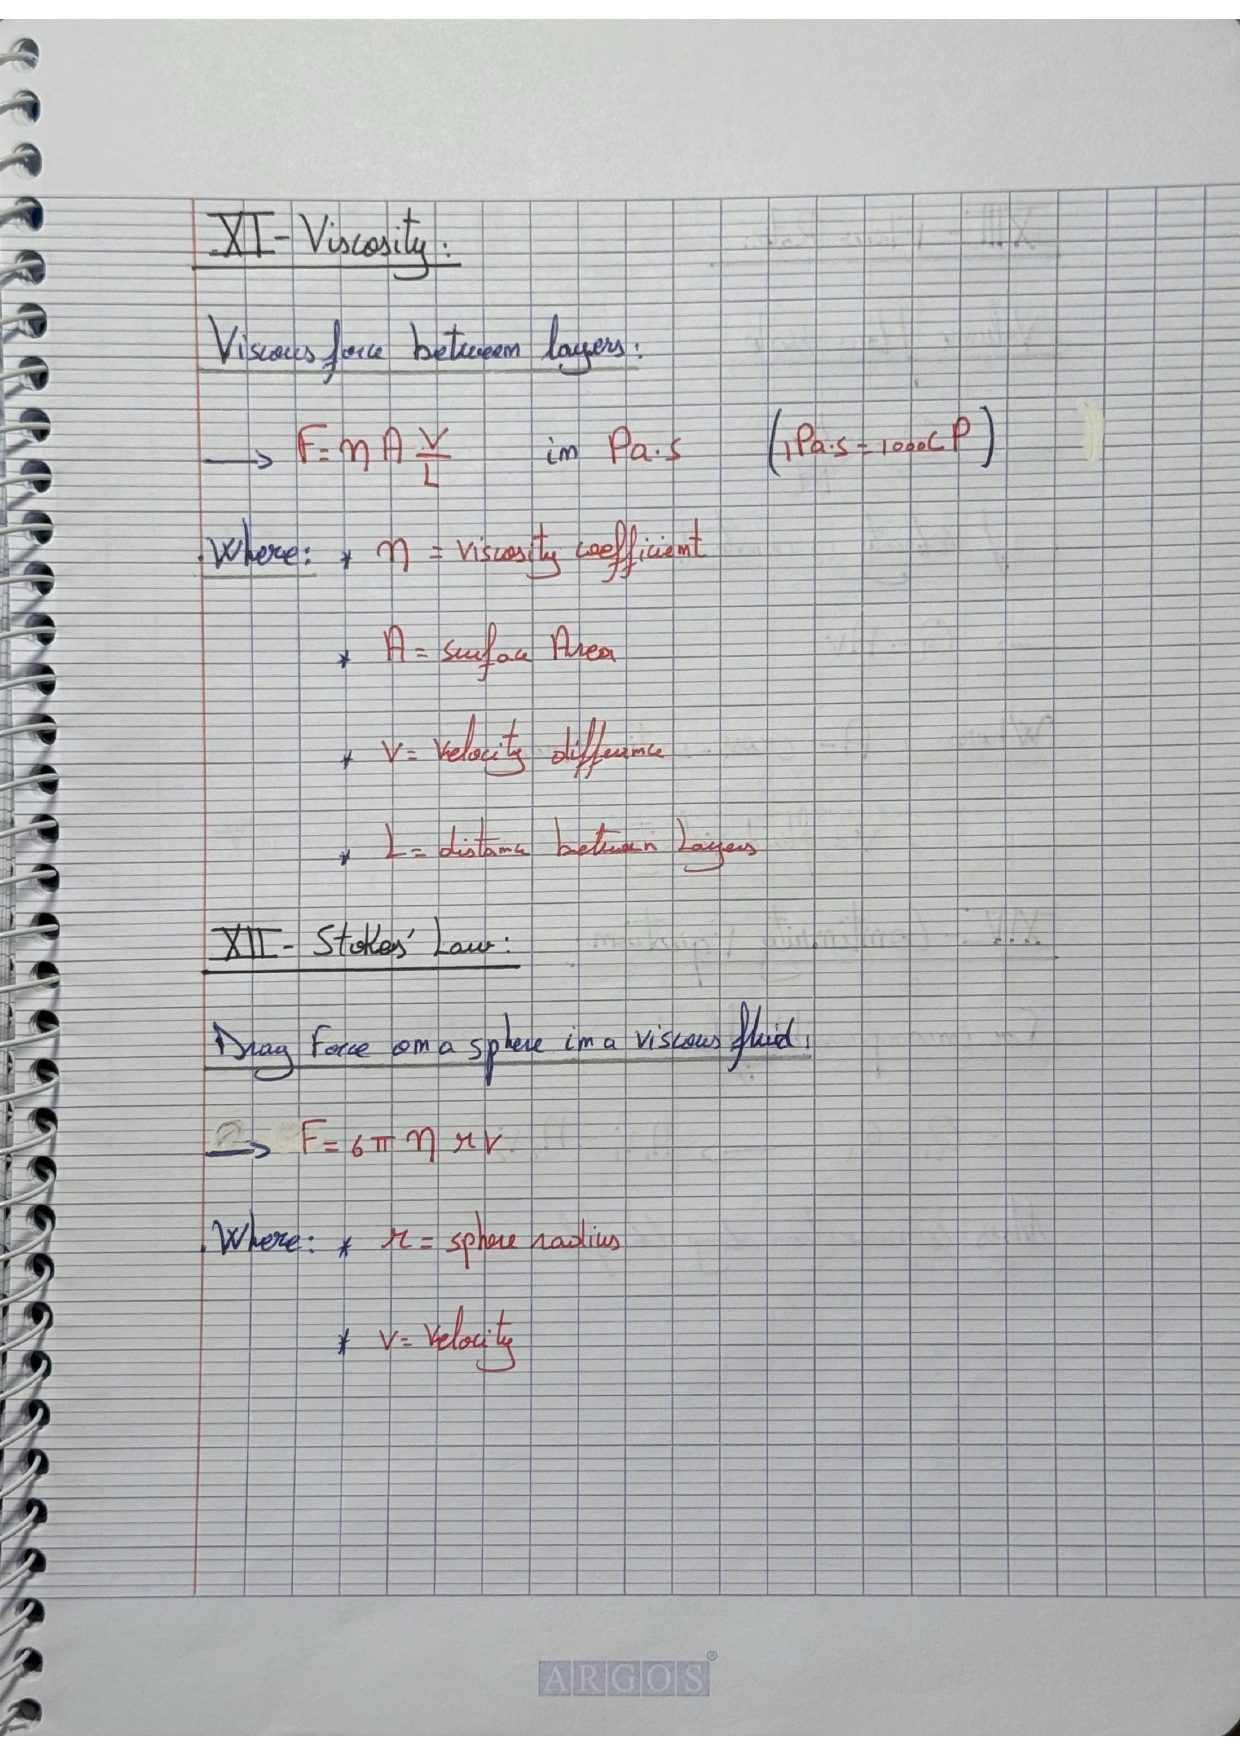 XI- Viscosity:
Viscous force between layers:
→ F= η A V/L in Pa.s (1Pa.s = 1000cP)
Where: * η = viscosity coefficient
* A = surface Area
* V = velocity difference
* L = distance between Layers
XII- Stokes' Law:
Drag Force on a sphere in a viscous fluid:
→ F= 6 π η r v
Where: * r = sphere radius
* v = velocity
ARGOS®